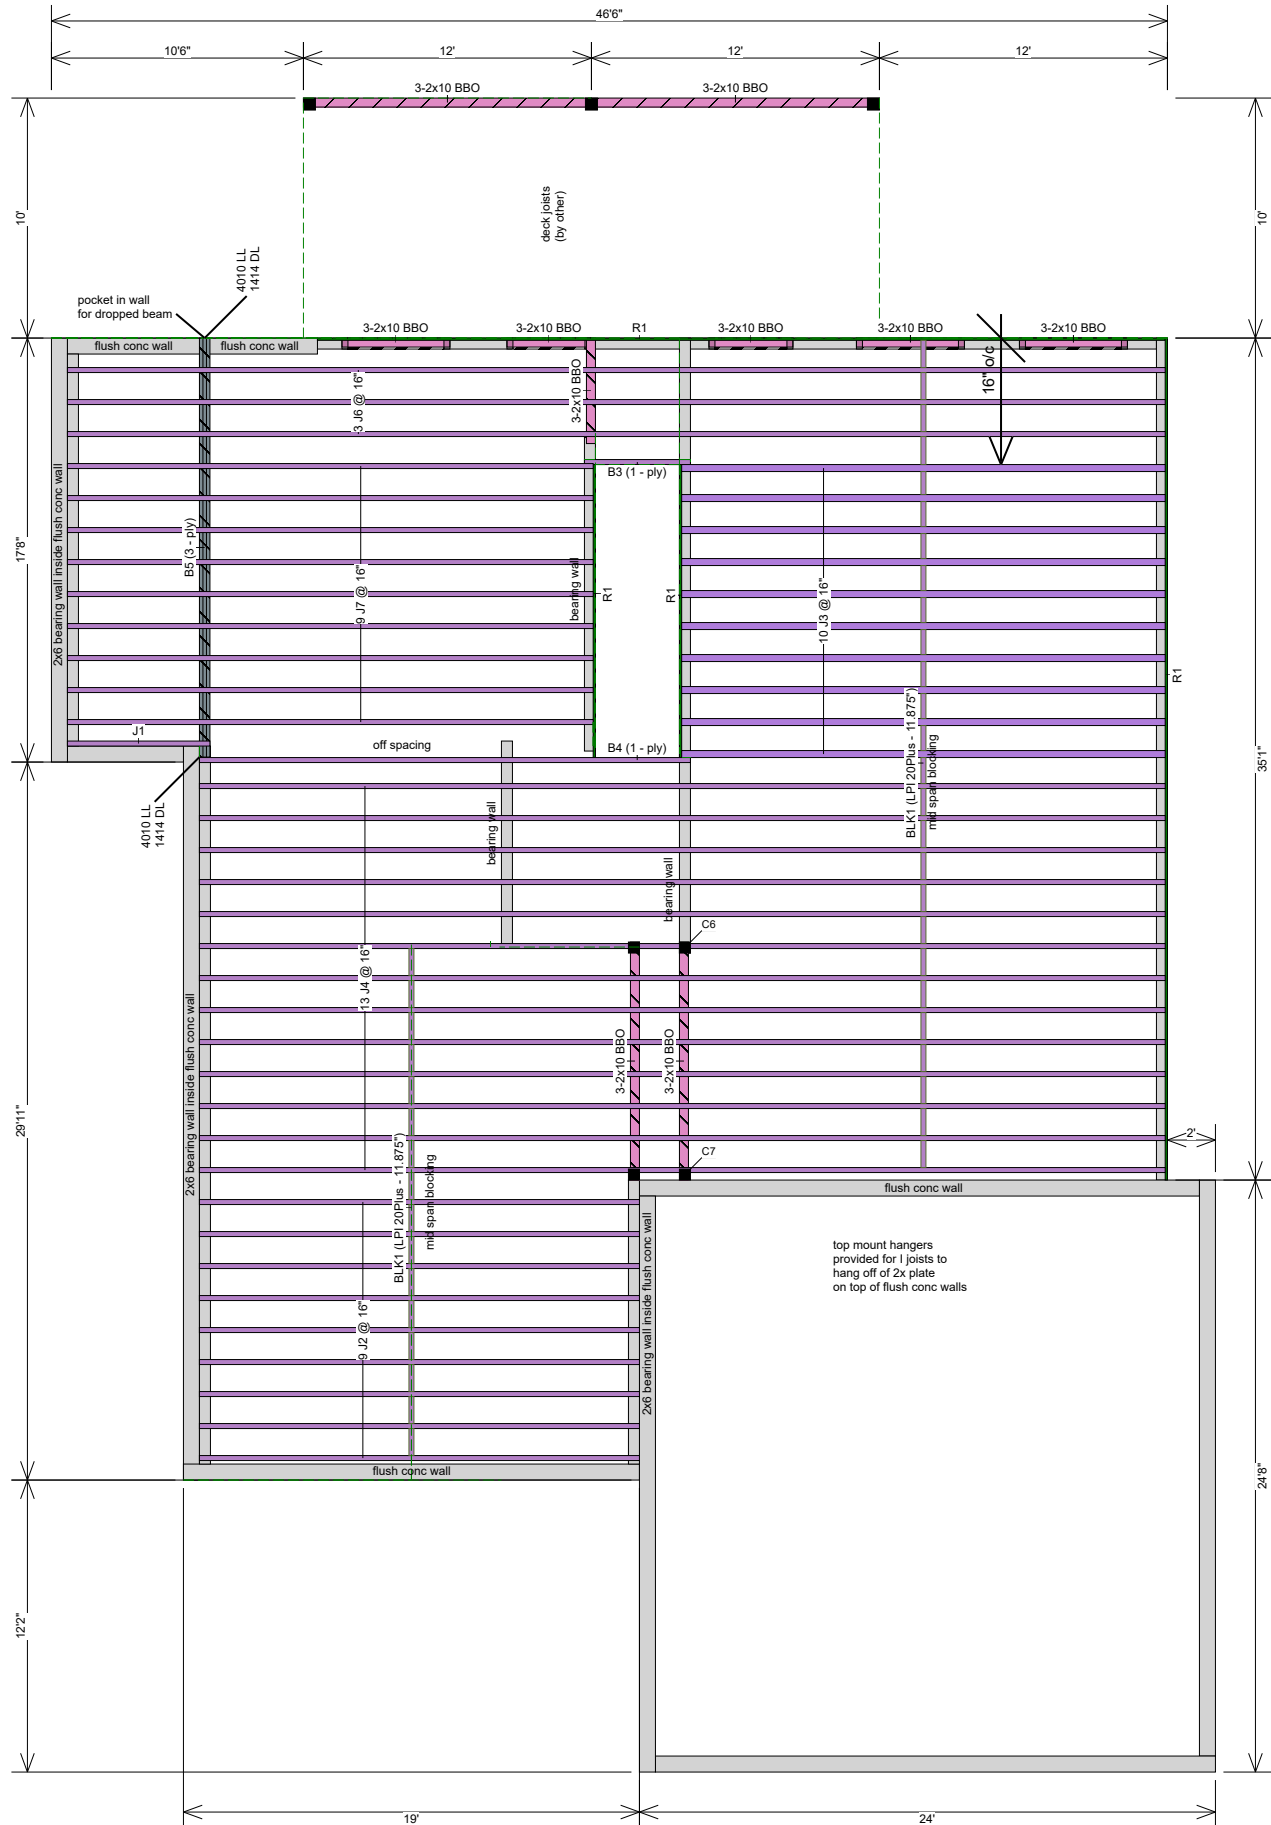 46'6"
10'6"
12'
12'
12'
3-2x10 BBO
3-2x10 BBO
10'
10'
deck joists
(by other)
4010 LL
1414 DL
pocket in wall
for dropped beam
3-2x10 BBO
3-2x10 BBO
R1
3-2x10 BBO
3-2x10 BBO
3-2x10 BBO
flush conc wall
flush conc wall
16" o/c
3-2x10 BBO
3 J6 @ 16"
B3 (1 - ply)
2x6 bearing wall inside flush conc wall
17'8"
B5 (3 - ply)
9 J7 @ 16"
bearing wall
R1
R1
10 J3 @ 16"
R1
J1
off spacing
B4 (1 - ply)
BLK1 (LPI 20Plus - 11.875")
mid span blocking
35'1"
4010 LL
1414 DL
bearing wall
bearing wall
C6
13 J4 @ 16"
2x6 bearing wall inside flush conc wall
3-2x10 BBO
3-2x10 BBO
29'11"
BLK1 (LPI 20Plus - 11.875")
mid span blocking
C7
2'
flush conc wall
2x6 bearing wall inside flush conc wall
top mount hangers
provided for I joists to
hang off of 2x plate
on top of flush conc walls
9 J2 @ 16"
flush conc wall
24'8"
12'2"
19'
24'